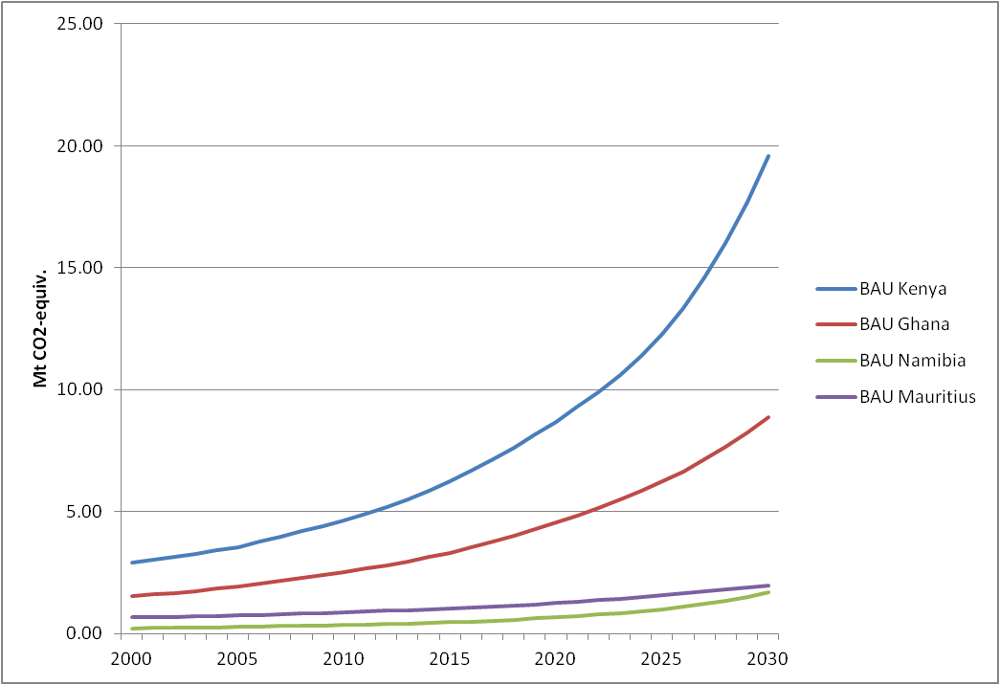 25.00
20.00
15.00
10.00
5.00
0.00
Mt CO2-equiv.
2000 2005 2010 2015 2020 2025 2030
BAU Kenya
BAU Ghana
BAU Namibia
BAU Mauritius